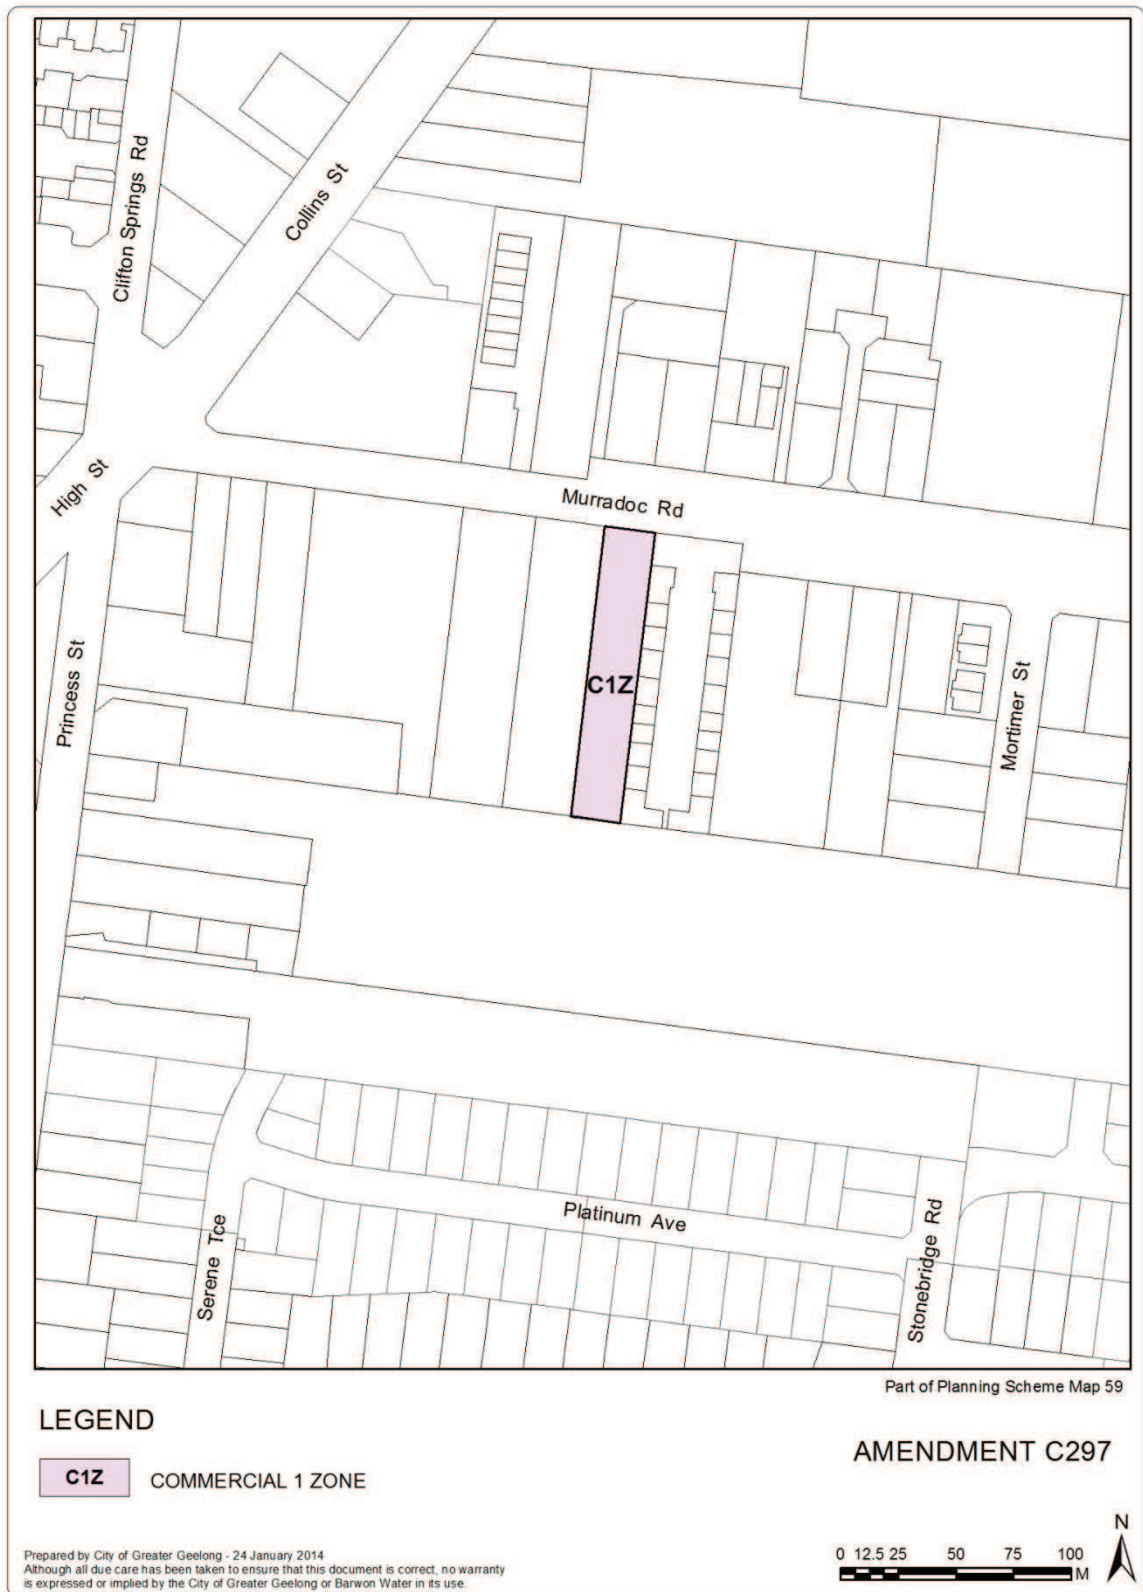 Clifton Springs Rd
Collins St
High St
Murradoc Rd
C1Z
Princess St
Mortimer St
Platinum Ave
Serene Tce
Stonebridge Rd
Part of Planning Scheme Map 59
LEGEND
AMENDMENT C297
C1Z COMMERCIAL 1 ZONE
N
Prepared by City of Greater Geelong - 24 January 2014
Although all due care has been taken to ensure that this document is correct, no warranty
is expressed or implied by the City of Greater Geelong or Barwon Water in its use.
0 12.5 25 50 75 100
M